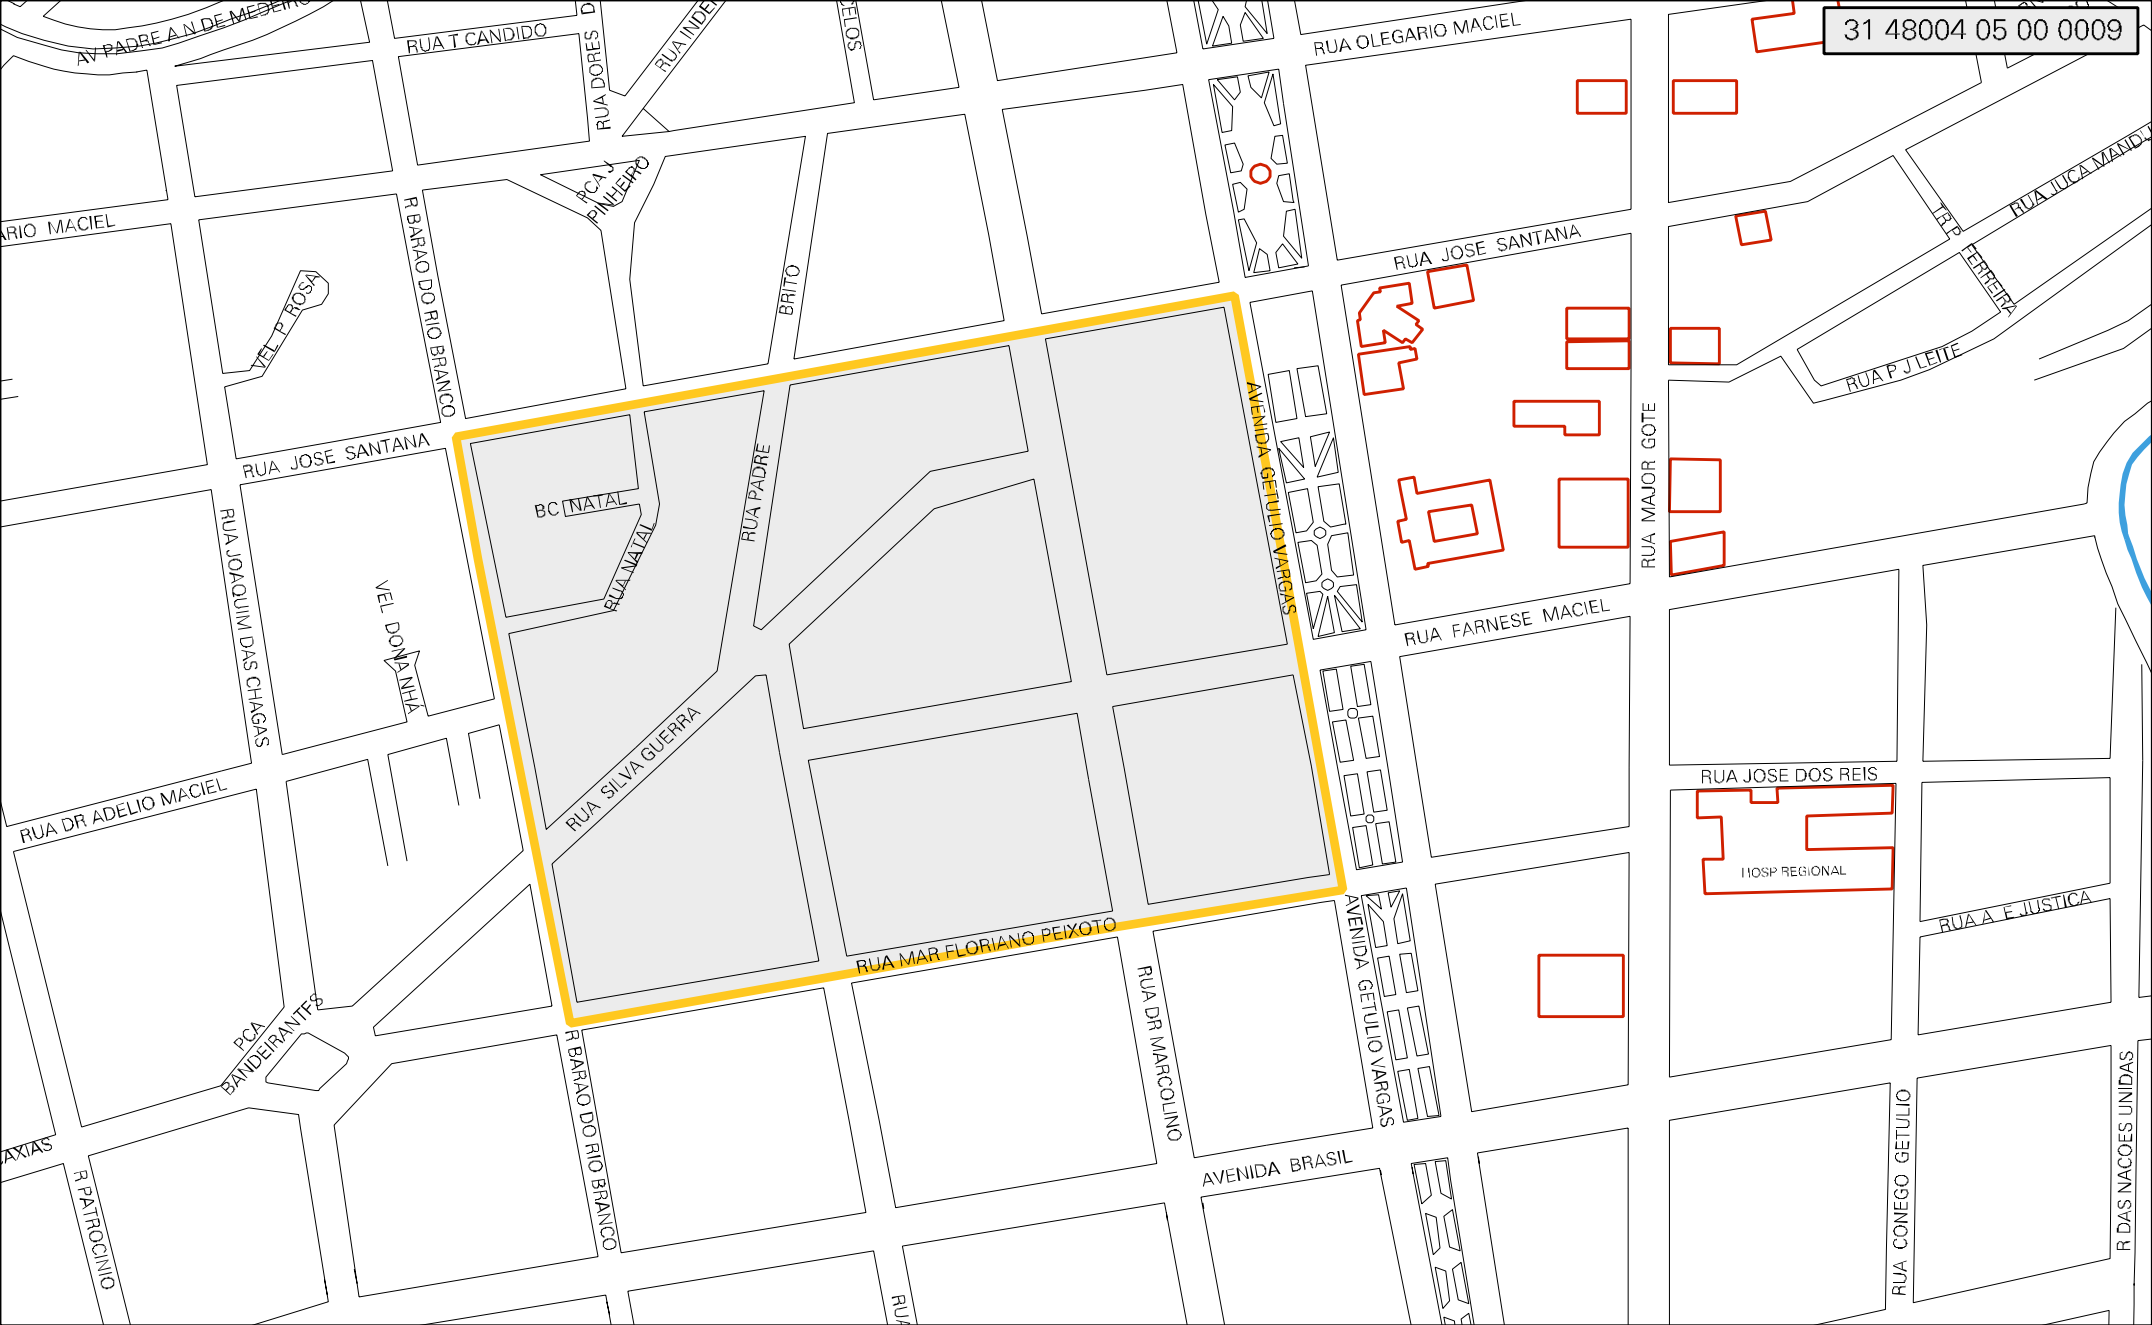 31 48004 05 00 0009
AV PADRE A N DE MEDEIRO
RUA T CANDIDO
RUA DORES D
RUA INDE
CELOS
RUA OLEGARIO MACIEL
PCA J
PINHEIRO
RUA JUCA MANDU
TR P FERREIRA
ARIO MACIEL
R BARAO DO RIO BRANCO
VEL P ROSA
BRITO
RUA JOSE SANTANA
RUA P J LEITE
RUA JOSE SANTANA
AVENIDA GETULIO VARGAS
RUA MAJOR GOTE
RUA PADRE
BC NATAL
RUA NATAL
RUA JOAQUIM DAS CHAGAS
VEL DONA NHÁ
RUA FARNESE MACIEL
RUA SILVA GUERRA
RUA DR ADELIO MACIEL
RUA JOSE DOS REIS
HOSP REGIONAL
RUA A E JUSTICA
RUA MAR FLORIANO PEIXOTO
AVENIDA GETULIO VARGAS
RUA DR MARCOLINO
PCA
BANDEIRANTES
R BARAO DO RIO BRANCO
AXIAS
R PATROCINIO
AVENIDA BRASIL
RUA CONEGO GETULIO
R DAS NACOES UNIDAS
RUA